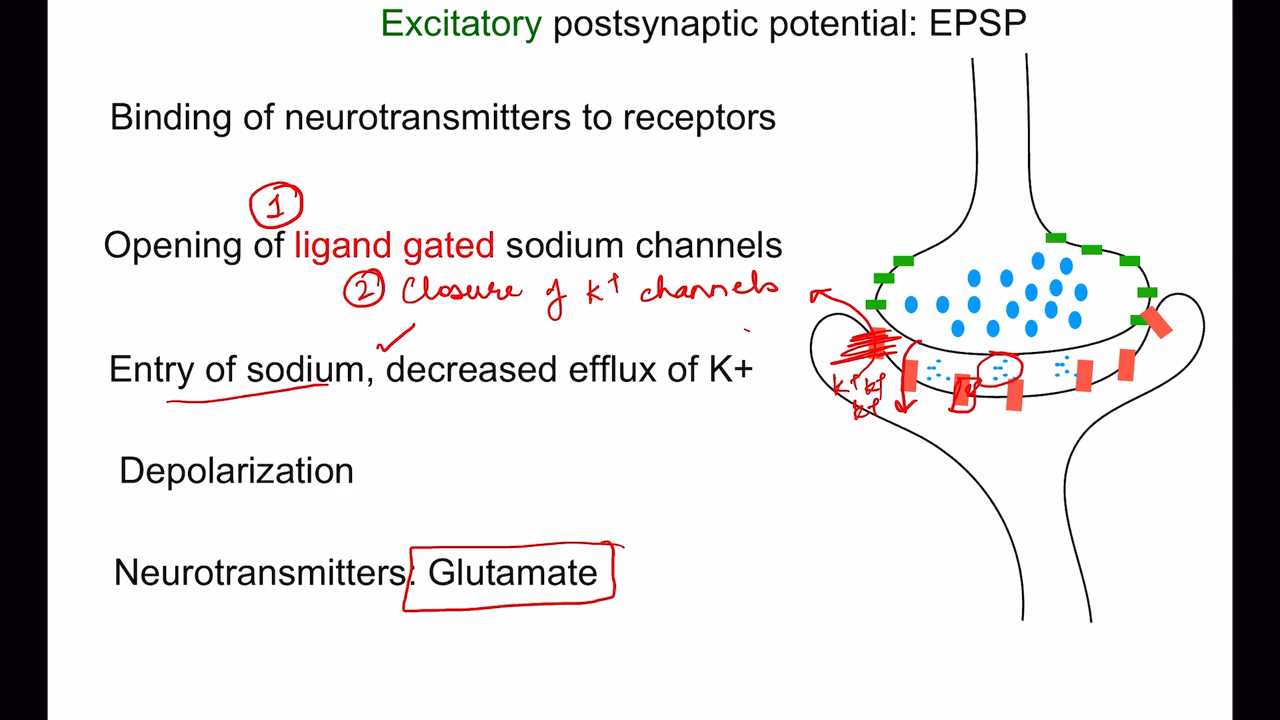 Excitatory postsynaptic potential: EPSP
Binding of neurotransmitters to receptors
1
Opening of ligand gated sodium channels
2 Closure of K+ channels
Entry of sodium, decreased efflux of K+
K+ K+
K+
Depolarization
Neurotransmitters: Glutamate